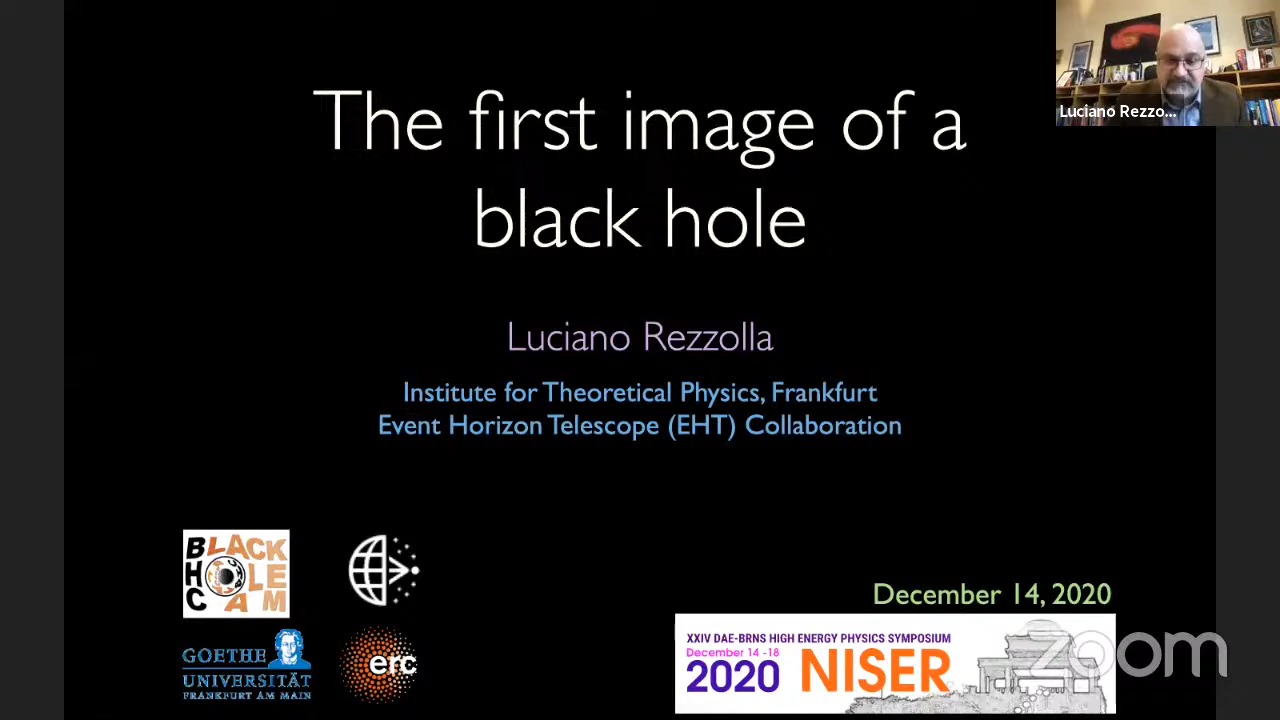 The first image of a
black hole
Luciano Rezzo...
Luciano Rezzolla
Institute for Theoretical Physics, Frankfurt
Event Horizon Telescope (EHT) Collaboration
BLACK
HOLE
CAM
GOETHE
UNIVERSITÄT
FRANKFURT AM MAIN
erc
December 14, 2020
XXIV DAE-BRNS HIGH ENERGY PHYSICS SYMPOSIUM
December 14 -18
2020 NISER
zoom